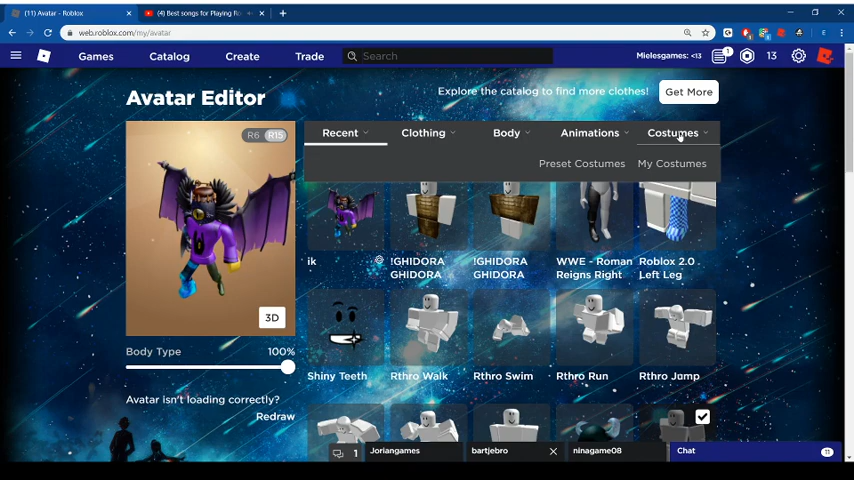 (11) Avatar - Roblox
(4) Best songs for Playing Ro
web.roblox.com/my/avatar
E
Games
Catalog
Create
Trade
Search
Mielesgames: <13
1
13
Avatar Editor
Explore the catalog to find more clothes!
Get More
R6 R15
Recent
Clothing
Body
Animations
Costumes
Preset Costumes
My Costumes
3D
Body Type
100%
Avatar isn't loading correctly?
Redraw
ik
!GHIDORA
GHIDORA
!GHIDORA
GHIDORA
WWE - Roman
Reigns Right
Roblox 2.0
Left Leg
Shiny Teeth
Rthro Walk
Rthro Swim
Rthro Run
Rthro Jump
1
Joriangames
bartjebro
ninagame08
Chat
11